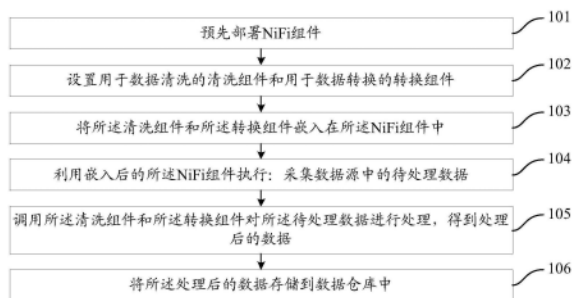 预先部署NiFi组件
101
设置用于数据清洗的清洗组件和用于数据转换的转换组件
102
将所述清洗组件和所述转换组件嵌入在所述NiFi组件中
103
利用嵌入后的所述NiFi组件执行：采集数据源中的待处理数据
104
调用所述清洗组件和所述转换组件对所述待处理数据进行处理，得到处理
后的数据
105
将所述处理后的数据存储到数据仓库中
106